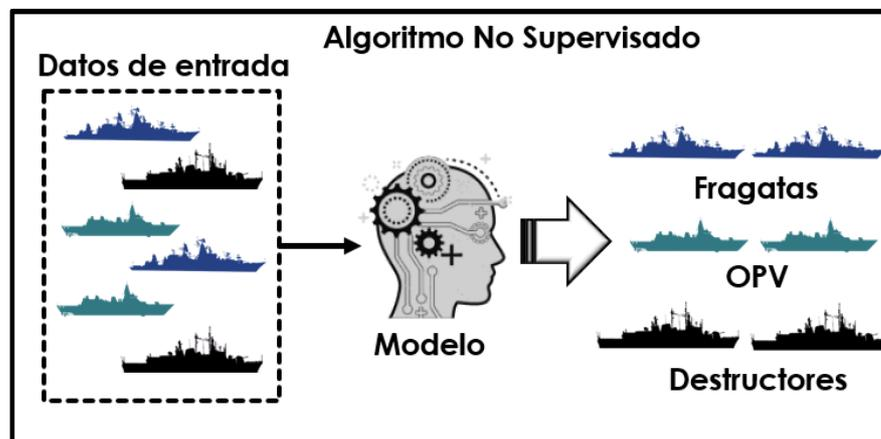 Algoritmo No Supervisado
Datos de entrada
Modelo
Fragatas
OPV
Destructores